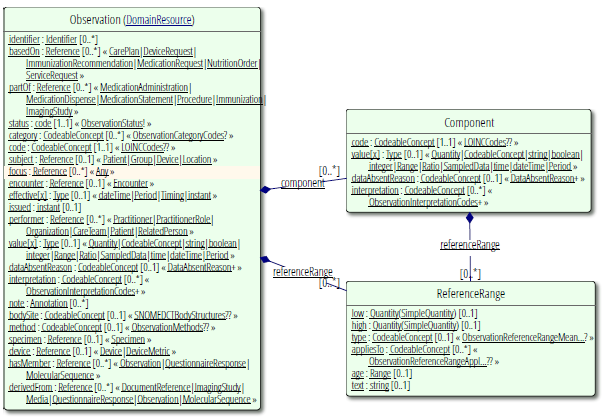 Observation (DomainResource)
identifier : Identifier [0..*]
basedOn : Reference [0..*] « CarePlan|DeviceRequest|
ImmunizationRecommendation|MedicationRequest|NutritionOrder|
ServiceRequest »
partOf : Reference [0..*] « MedicationAdministration|
MedicationDispense|MedicationStatement|Procedure|Immunization|
ImagingStudy »
status : code [1..1] « ObservationStatus! »
category : CodeableConcept [0..*] « ObservationCategoryCodes? »
code : CodeableConcept [1..1] « LOINCCodes?? »
subject : Reference [0..1] « Patient|Group|Device|Location »
focus : Reference [0..*] « Any »
encounter : Reference [0..1] « Encounter »
effective[x] : Type [0..1] « dateTime|Period|Timing|instant »
issued : instant [0..1]
performer : Reference [0..*] « Practitioner|PractitionerRole|
Organization|CareTeam|Patient|RelatedPerson »
value[x] : Type [0..1] « Quantity|CodeableConcept|string|boolean|
integer|Range|Ratio|SampledData|time|dateTime|Period »
dataAbsentReason : CodeableConcept [0..1] « DataAbsentReason+ »
interpretation : CodeableConcept [0..*] «
ObservationInterpretationCodes+ »
note : Annotation [0..*]
bodySite : CodeableConcept [0..1] « SNOMEDCTBodyStructures?? »
method : CodeableConcept [0..1] « ObservationMethods?? »
specimen : Reference [0..1] « Specimen »
device : Reference [0..1] « Device|DeviceMetric »
hasMember : Reference [0..*] « Observation|QuestionnaireResponse|
MolecularSequence »
derivedFrom : Reference [0..*] « DocumentReference|ImagingStudy|
Media|QuestionnaireResponse|Observation|MolecularSequence »
component
[0..*]
referenceRange
[0..*]
Component
code : CodeableConcept [1..1] « LOINCCodes?? »
value[x] : Type [0..1] « Quantity|CodeableConcept|string|boolean|
integer|Range|Ratio|SampledData|time|dateTime|Period »
dataAbsentReason : CodeableConcept [0..1] « DataAbsentReason+ »
interpretation : CodeableConcept [0..*] «
ObservationInterpretationCodes+ »
referenceRange
[0..*]
ReferenceRange
low : Quantity(SimpleQuantity) [0..1]
high : Quantity(SimpleQuantity) [0..1]
type : CodeableConcept [0..1] « ObservationReferenceRangeMean...? »
appliesTo : CodeableConcept [0..*] «
ObservationReferenceRangeAppl...?? »
age : Range [0..1]
text : string [0..1]